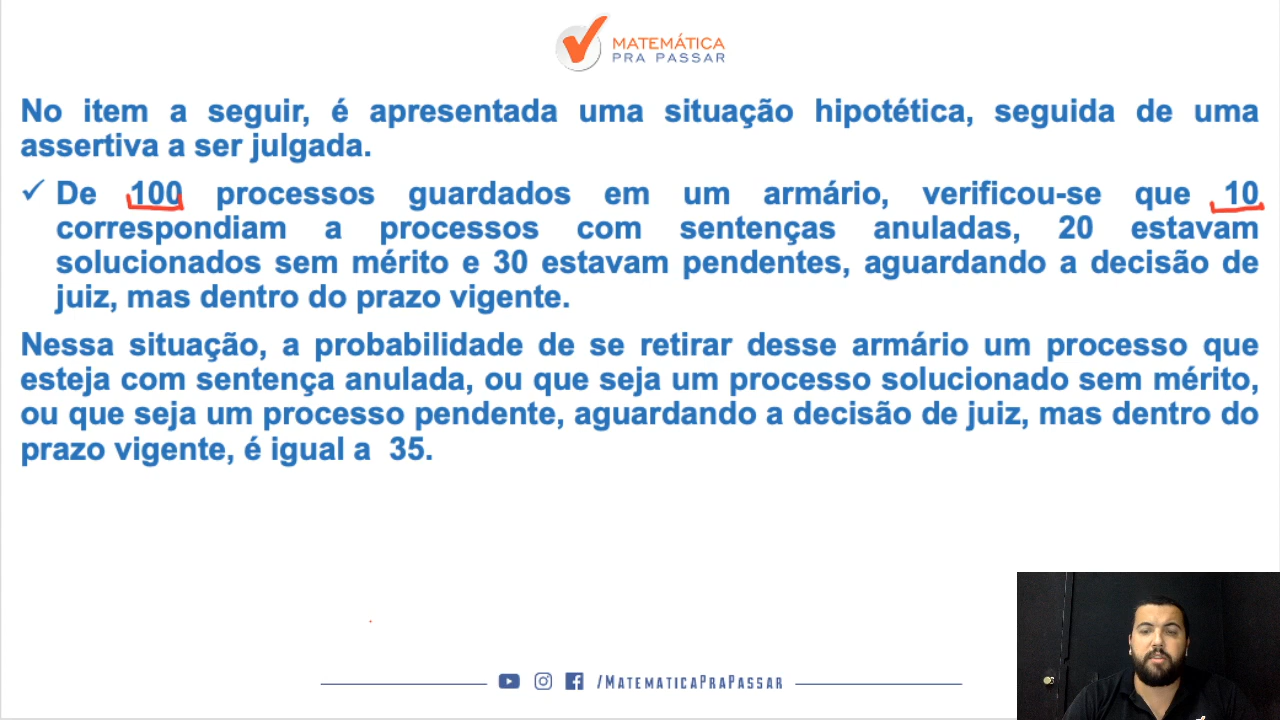 MATEMÁTICA
PRA PASSAR
No item a seguir, é apresentada uma situação hipotética, seguida de uma
assertiva a ser julgada.
✓ De 100 processos guardados em um armário, verificou-se que 10
correspondiam a processos com sentenças anuladas, 20 estavam
solucionados sem mérito e 30 estavam pendentes, aguardando a decisão de
juiz, mas dentro do prazo vigente.
Nessa situação, a probabilidade de se retirar desse armário um processo que
esteja com sentença anulada, ou que seja um processo solucionado sem mérito,
ou que seja um processo pendente, aguardando a decisão de juiz, mas dentro do
prazo vigente, é igual a 35.
/MATEMATICAPRAPASSAR